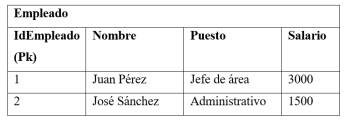 Empleado
IdEmpleado Nombre Puesto Salario
(Pk)
1 Juan Pérez Jefe de área 3000
2 José Sánchez Administrativo 1500